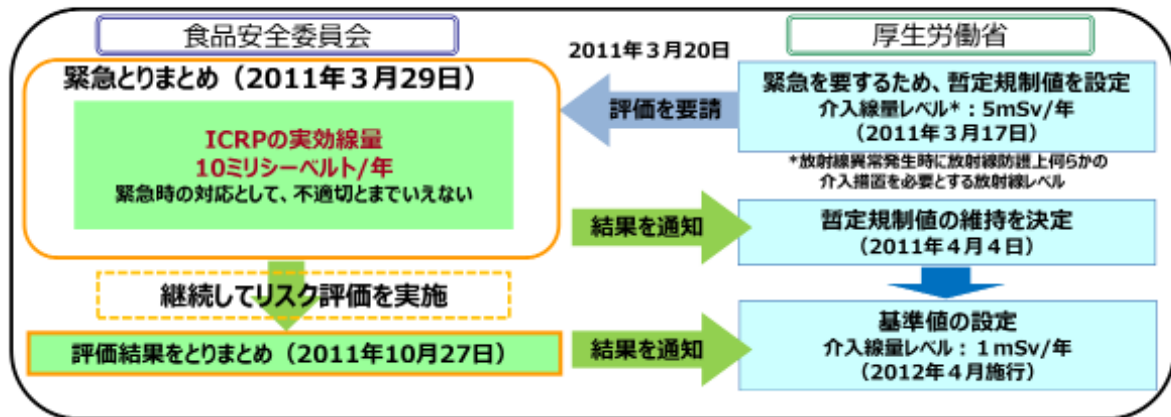 食品安全委員会
緊急とりまとめ（2011年３月29日）
ICRPの実効線量
10ミリシーベルト/年
緊急時の対応として、不適切とまでいえない
継続してリスク評価を実施
評価結果をとりまとめ（2011年10月27日）
2011年３月20日
評価を要請
結果を通知
結果を通知
厚生労働省
緊急を要するため、暫定規制値を設定
介入線量レベル*：5mSv/年
（2011年３月17日）
*放射線異常発生時に放射線防護上何らかの
介入措置を必要とする放射線レベル
暫定規制値の維持を決定
（2011年４月４日）
基準値の設定
介入線量レベル：１mSv/年
（2012年４月施行）